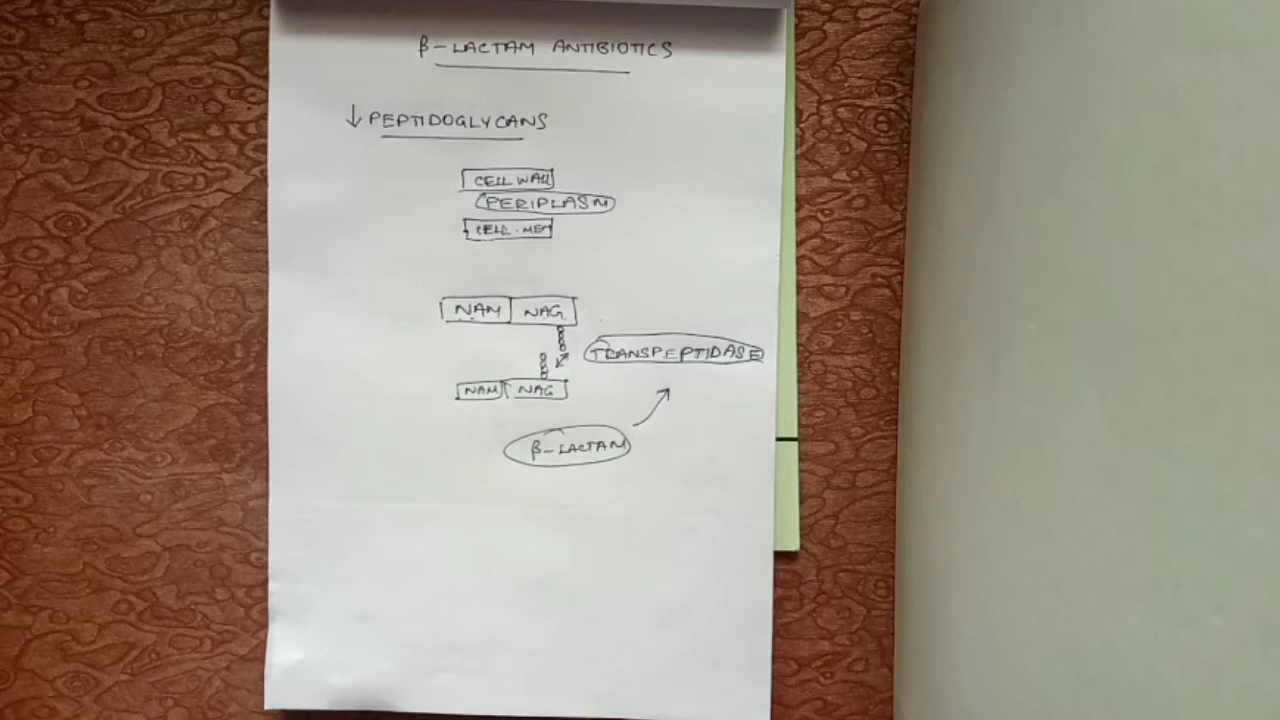 β-LACTAM ANTIBIOTICS
↓ PEPTIDOGLYCANS
CELL WALL
PERIPLASM
CELL. MEM
NAM NAG
TRANSPEPTIDASE
NAM NAG
β-LACTAM